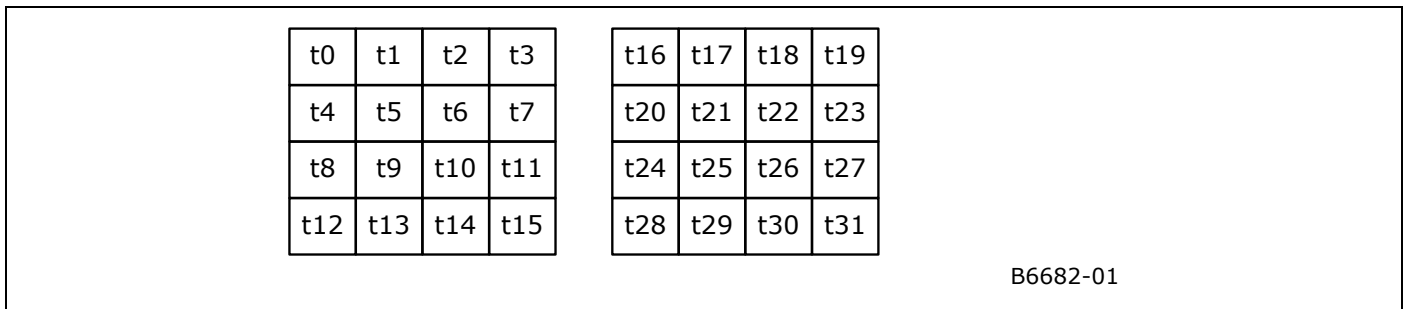 t0 t1 t2 t3 t16 t17 t18 t19
t4 t5 t6 t7 t20 t21 t22 t23
t8 t9 t10 t11 t24 t25 t26 t27
t12 t13 t14 t15 t28 t29 t30 t31
B6682-01